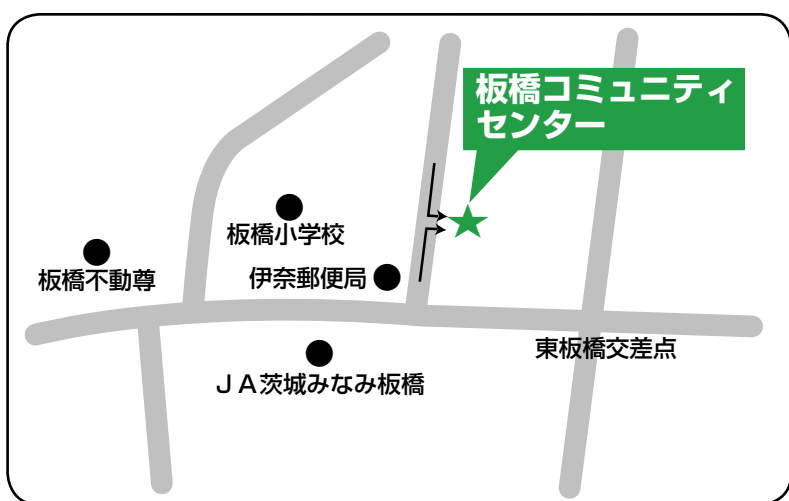 板橋コミュニティ
センター
板橋小学校
板橋不動尊
伊奈郵便局
東板橋交差点
ＪＡ茨城みなみ板橋